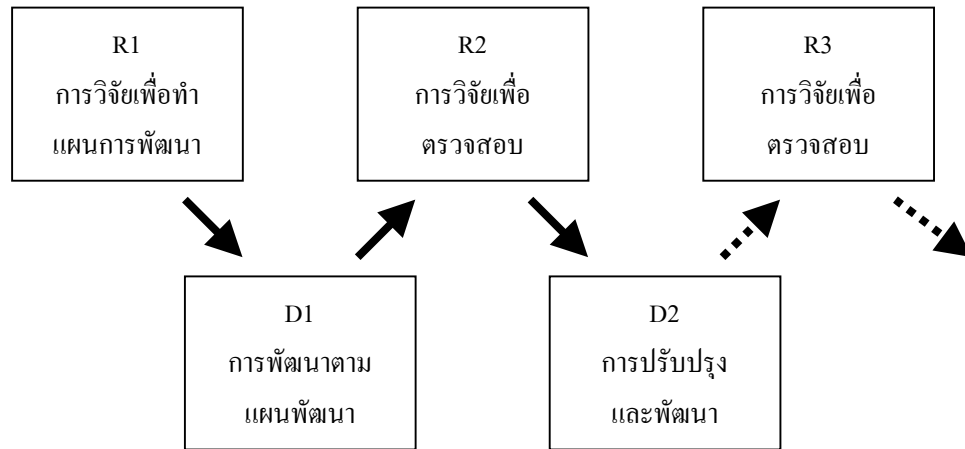 R1
การวิจัยเพื่อทำ
แผนการพัฒนา
R2
การวิจัยเพื่อ
ตรวจสอบ
R3
การวิจัยเพื่อ
ตรวจสอบ
D1
การพัฒนาตาม
แผนพัฒนา
D2
การปรับปรุง
และพัฒนา